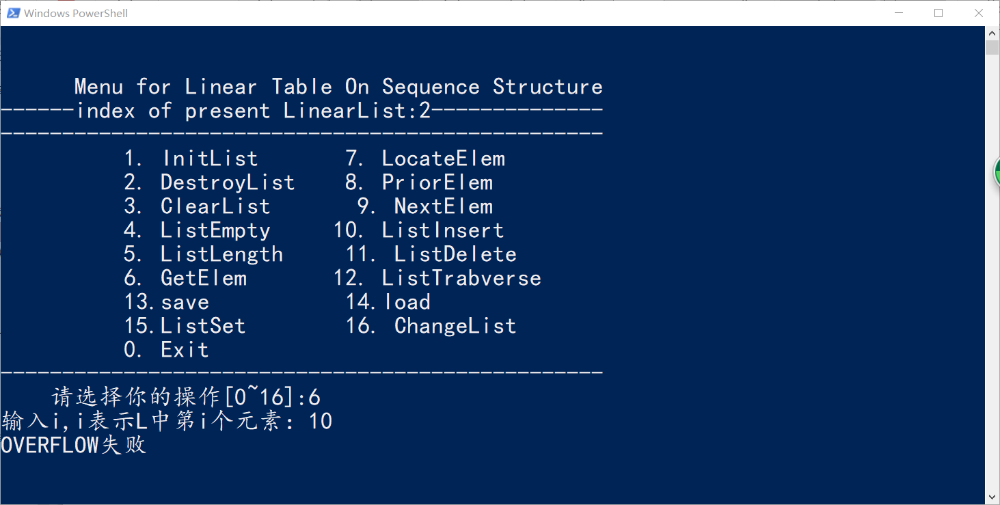 Windows PowerShell
Menu for Linear Table On Sequence Structure
------index of present LinearList:2--------------
-------------------------------------------------
1. InitList 7. LocateElem
2. DestroyList 8. PriorElem
3. ClearList 9. NextElem
4. ListEmpty 10. ListInsert
5. ListLength 11. ListDelete
6. GetElem 12. ListTrabverse
13.save 14.load
15.ListSet 16. ChangeList
0. Exit
-------------------------------------------------
请选择你的操作[0~16]:6
输入i,i表示L中第i个元素：10
OVERFLOW失败